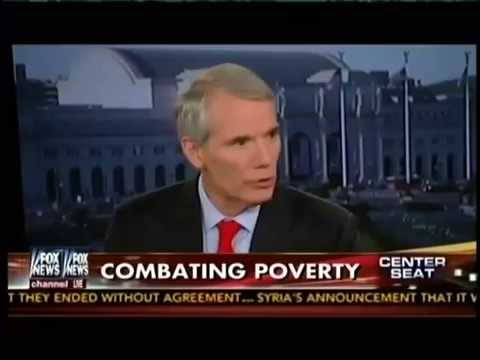 FOX
NEWS
channel
FOX
NEWS
LIVE
COMBATING POVERTY
CENTER
SEAT
T THEY ENDED WITHOUT AGREEMENT... SYRIA'S ANNOUNCEMENT THAT IT W